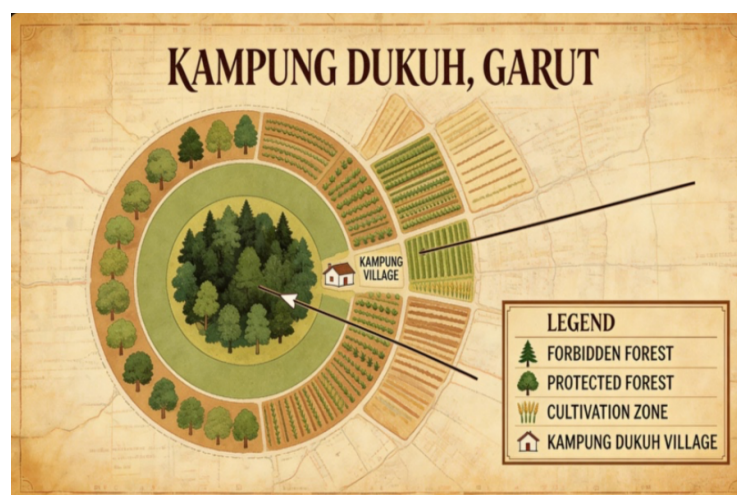 KAMPUNG DUKUH, GARUT
KAMPUNG
VILLAGE
LEGEND
FORBIDDEN FOREST
PROTECTED FOREST
CULTIVATION ZONE
KAMPUNG DUKUH VILLAGE